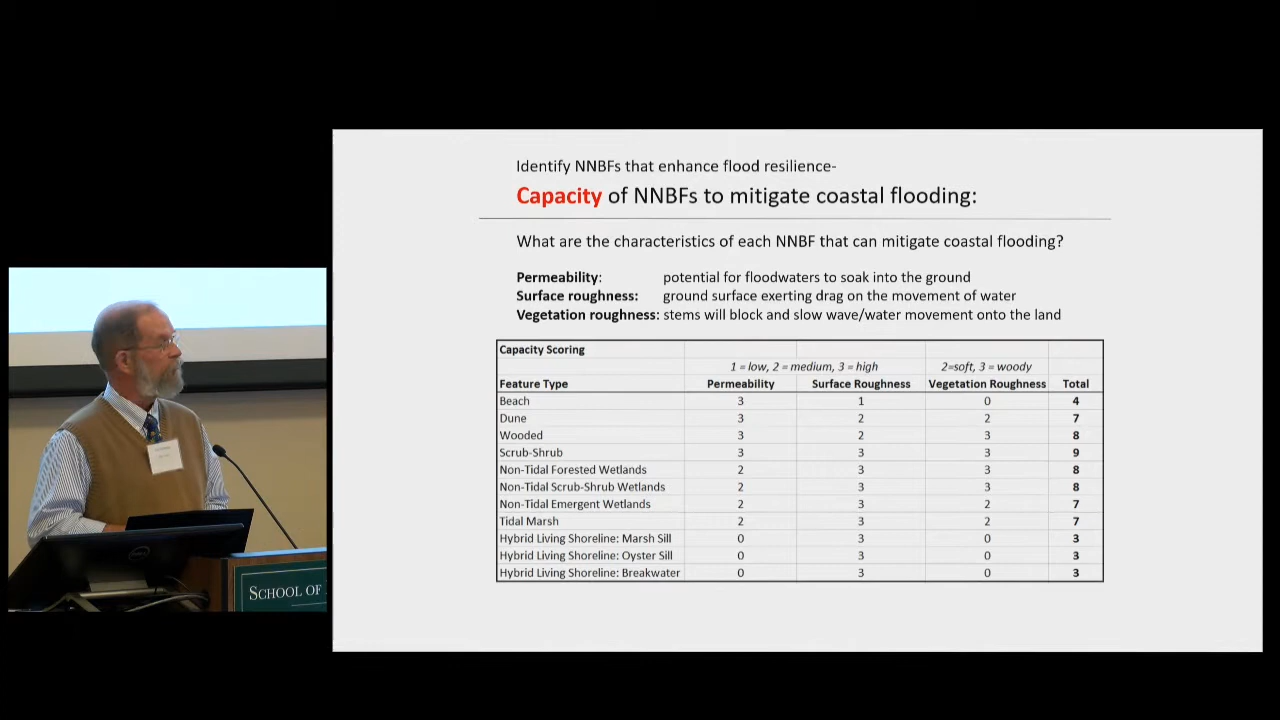 Identify NNBFs that enhance flood resilience-
Capacity of NNBFs to mitigate coastal flooding:
What are the characteristics of each NNBF that can mitigate coastal flooding?
Permeability: potential for floodwaters to soak into the ground
Surface roughness: ground surface exerting drag on the movement of water
Vegetation roughness: stems will block and slow wave/water movement onto the land
Capacity Scoring
1 = low, 2 = medium, 3 = high 2=soft, 3 = woody
Feature Type Permeability Surface Roughness Vegetation Roughness Total
Beach 3 1 0 4
Dune 3 2 2 7
Wooded 3 2 3 8
Scrub-Shrub 3 3 3 9
Non-Tidal Forested Wetlands 2 3 3 8
Non-Tidal Scrub-Shrub Wetlands 2 3 3 8
Non-Tidal Emergent Wetlands 2 3 2 7
Tidal Marsh 2 3 2 7
Hybrid Living Shoreline: Marsh Sill 0 3 0 3
Hybrid Living Shoreline: Oyster Sill 0 3 0 3
Hybrid Living Shoreline: Breakwater 0 3 0 3
DELL
SCHOOL OF